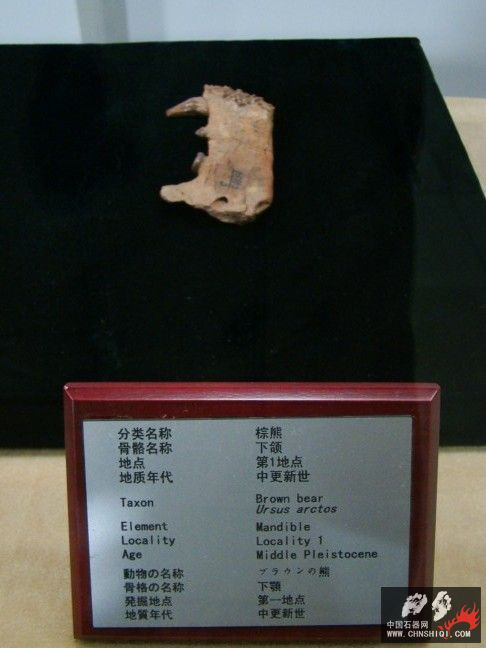 分类名称 棕熊
骨骼名称 下颌
地点 第1地点
地质年代 中更新世
Taxon Brown bear
Ursus arctos
Element Mandible
Locality Locality 1
Age Middle Pleistocene
動物の名称 ブラウンの熊
骨格の名称 下顎
発掘地点 第一地点
地質年代 中更新世
中国石器网
WWW.CHNSHIQI.COM